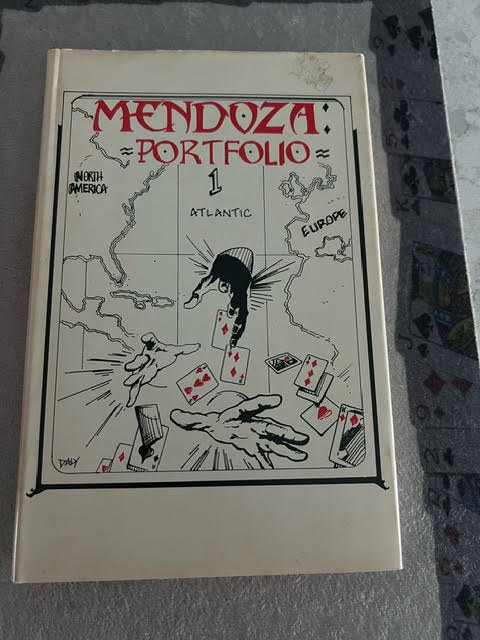 MENDOZA:
≈PORTFOLIO≈
1
NORTH
AMERICA
ATLANTIC
EUROPE
K
DALY